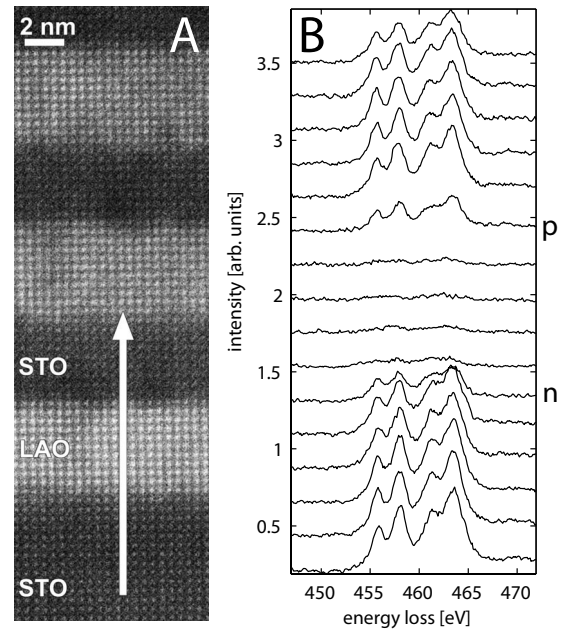 2 nm
A
STO
LAO
STO
B
intensity [arb. units]
3.5
3
2.5
2
1.5
1
0.5
p
n
450 455 460 465 470
energy loss [eV]